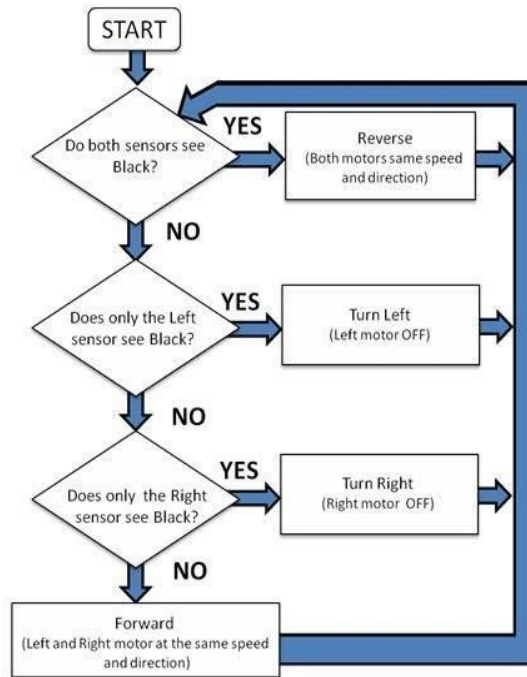 START
Do both sensors see
Black?
YES
Reverse
(Both motors same speed
and direction)
NO
Does only the Left
sensor see Black?
YES
Turn Left
(Left motor OFF)
NO
Does only the Right
sensor see Black?
YES
Turn Right
(Right motor OFF)
NO
Forward
(Left and Right motor at the same speed
and direction)